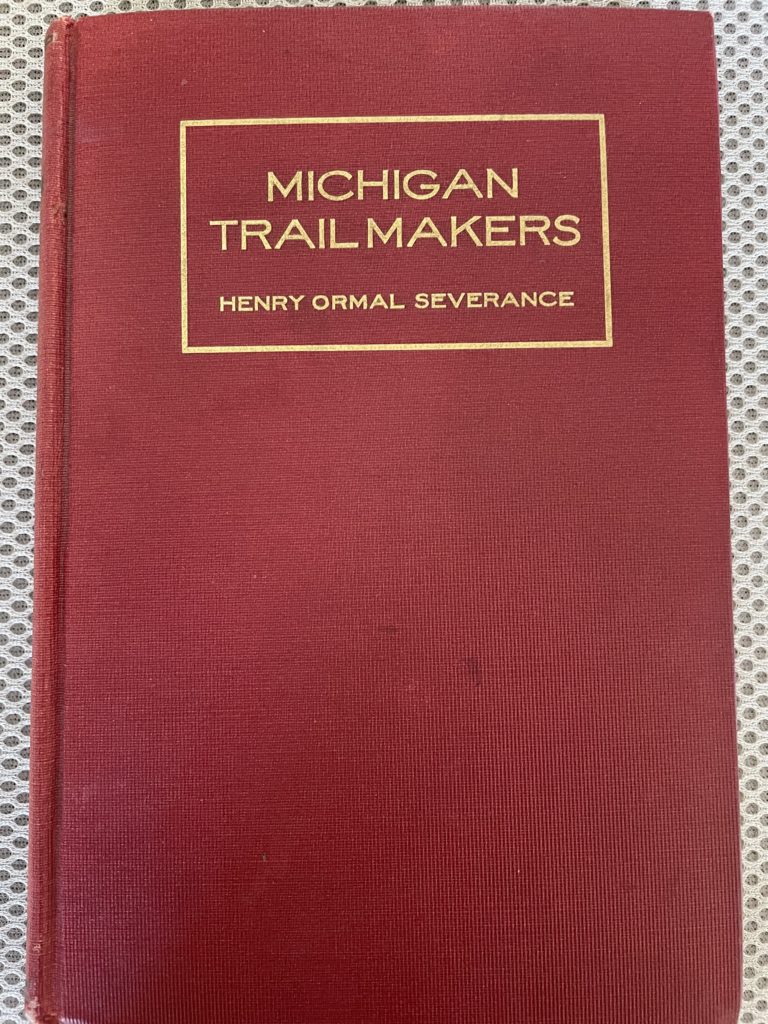 MICHIGAN
TRAILMAKERS
HENRY ORMAL SEVERANCE